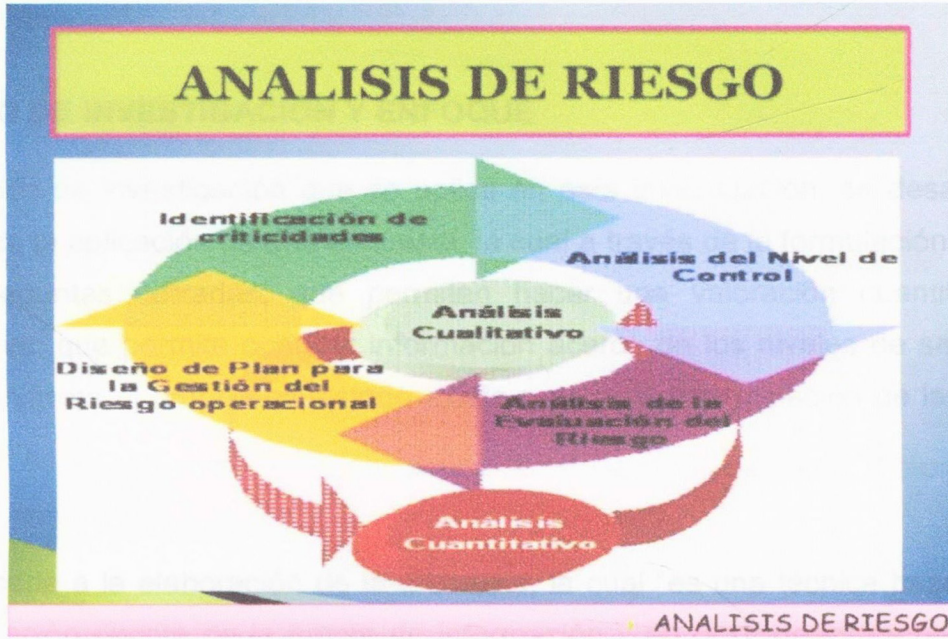 ANALISIS DE RIESGO
Identificación de
criticidades
Análisis del Nivel de
Control
Análisis
Cualitativo
Diseño de Plan para
la Gestión del
Riesgo operacional
Análisis de la
Evaluación del
Riesgo
Análisis
Cuantitativo
ANALISIS DE RIESGO